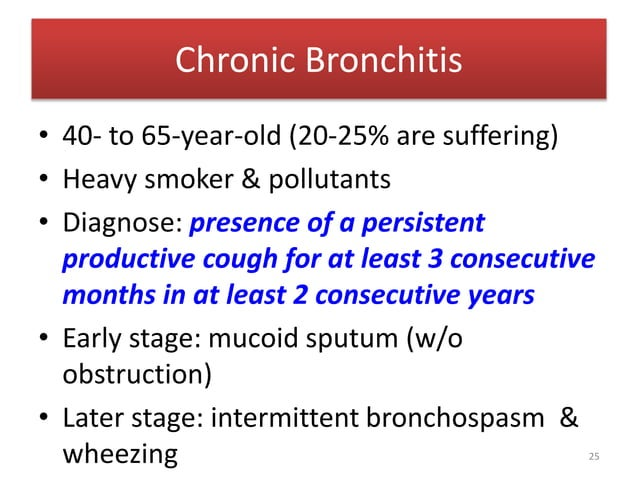 Chronic Bronchitis
• 40- to 65-year-old (20-25% are suffering)
• Heavy smoker & pollutants
• Diagnose: presence of a persistent
productive cough for at least 3 consecutive
months in at least 2 consecutive years
• Early stage: mucoid sputum (w/o
obstruction)
• Later stage: intermittent bronchospasm &
wheezing
25